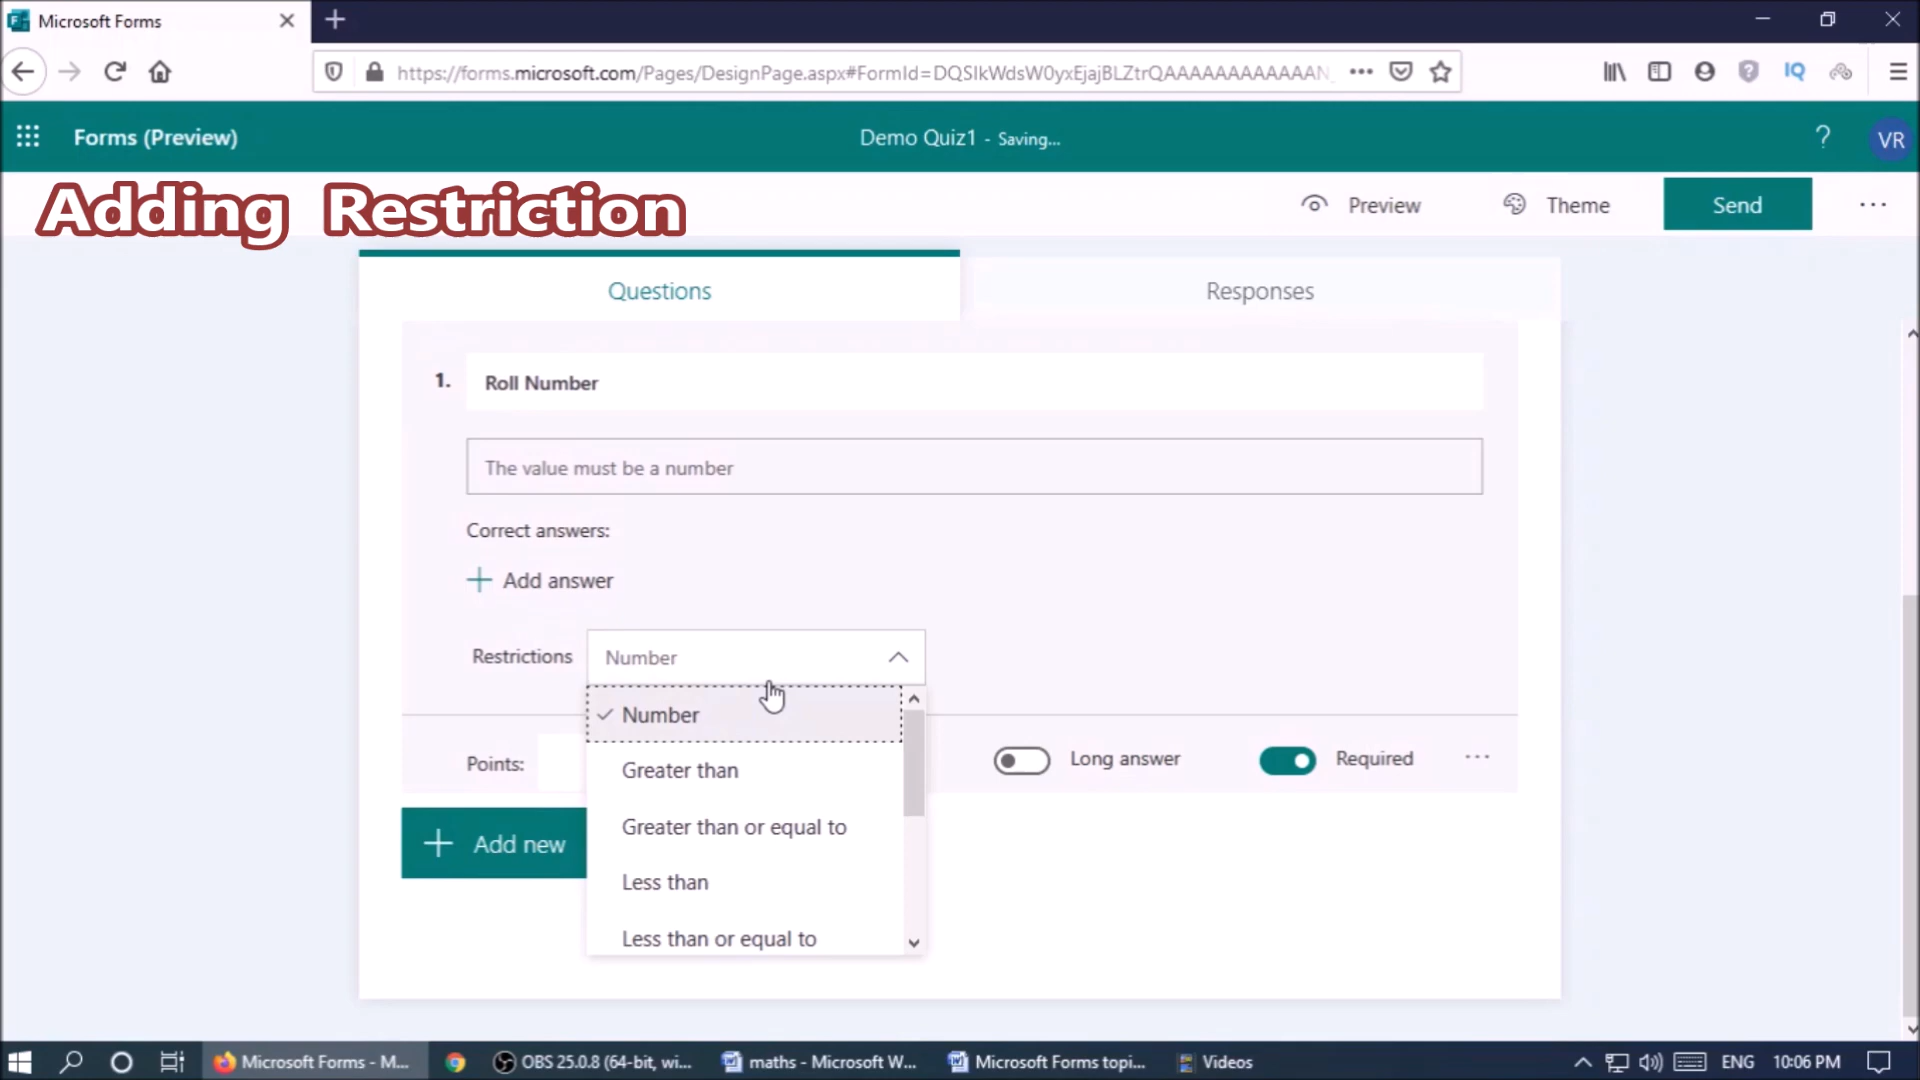 Microsoft Forms
https://forms.microsoft.com/Pages/DesignPage.aspx#FormId=DQSIkWdsW0yxEjajBLZtrQAAAAAAAAAAAAN
IQ
Forms (Preview)
Demo Quiz1 - Saving...
?
VR
Adding Restriction
Preview
Theme
Send
Questions
Responses
1. Roll Number
The value must be a number
Correct answers:
Add answer
Restrictions
Number
Number
Greater than
Greater than or equal to
Less than
Less than or equal to
Points:
Long answer
Required
Add new
Microsoft Forms - M...
OBS 25.0.8 (64-bit, wi...
maths - Microsoft W...
Microsoft Forms topi...
Videos
ENG
10:06 PM